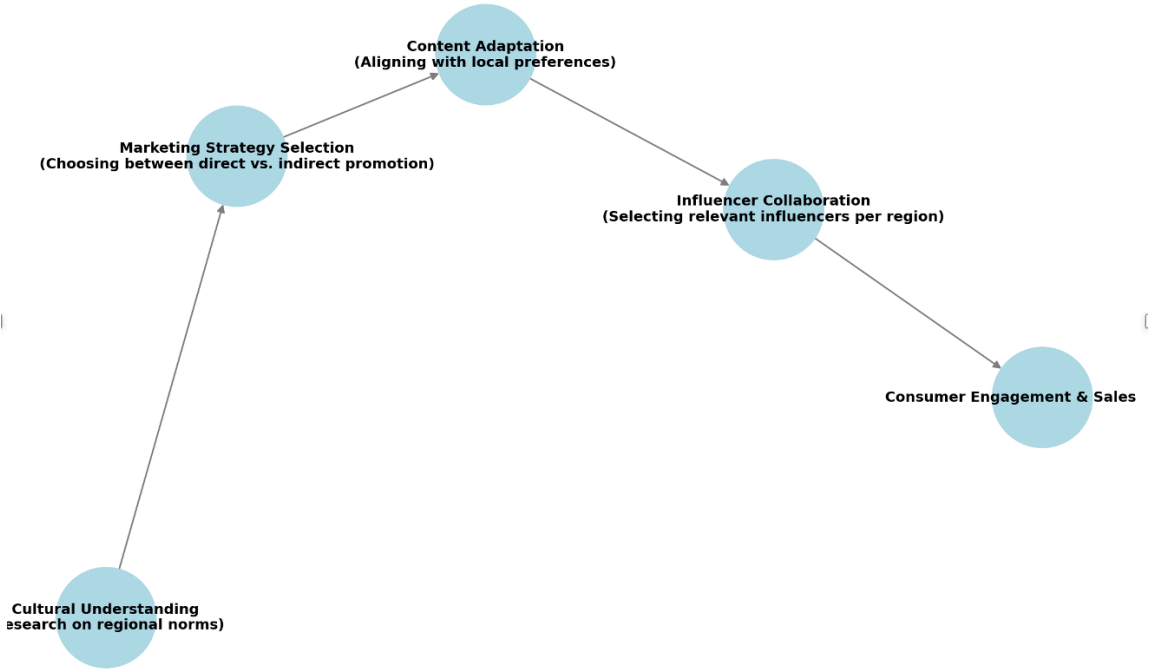 Content Adaptation
(Aligning with local preferences)
Marketing Strategy Selection
(Choosing between direct vs. indirect promotion)
Influencer Collaboration
(Selecting relevant influencers per region)
Consumer Engagement & Sales
Cultural Understanding
esearch on regional norms)